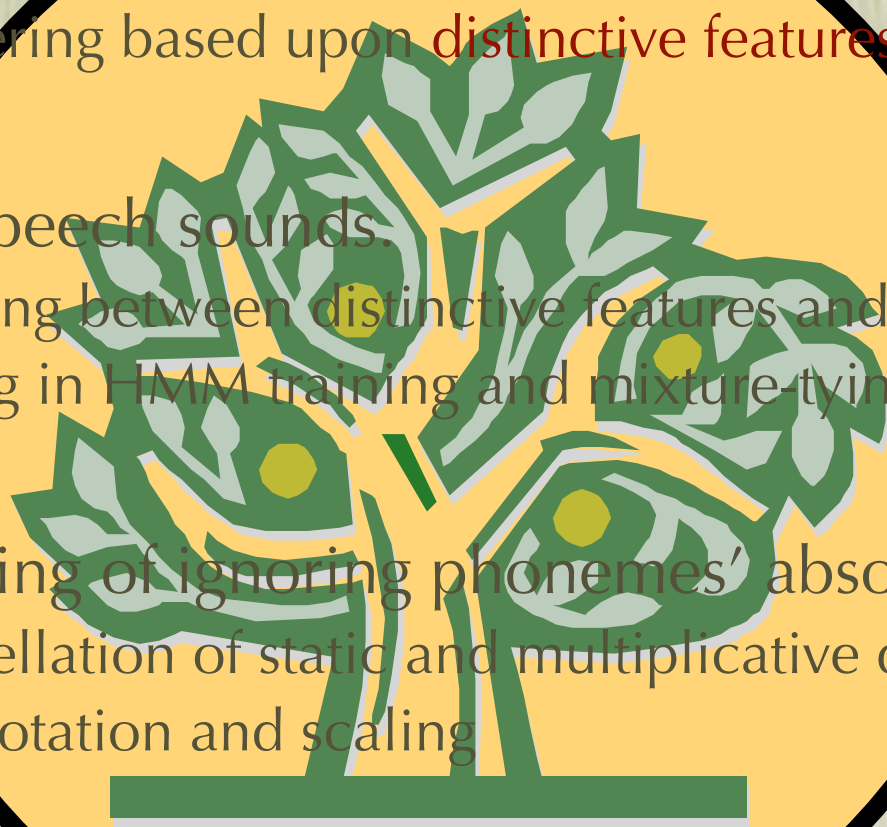 ering based upon distinctive features
peech sounds.
ng between distinctive features and
g in HMM training and mixture-tyin
ing of ignoring phonemes’ abso
ellation of static and multiplicative
otation and scaling